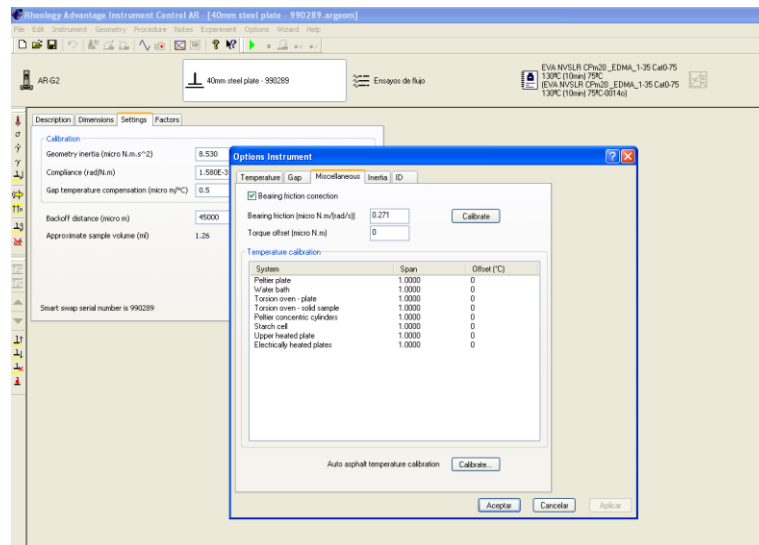 Rheology Advantage Instrument Control AR - [40mm steel plate - 990289.argeom]
File Edit Instrument Geometry Procedure Notes Experiment Options Wizard Help
AR-G2
40mm steel plate - 990289
Ensayos de flujo
EVA NVSLR CPm20_EDMA_1-35 Cat0-75
130ºC (10min) 75ºC
(EVA NVSLR CPm20_EDMA_1-35 Cat0-75
130ºC (10min) 75ºC-0014o)
Description Dimensions Settings Factors
Calibration
Geometry inertia (micro N.m.s^2) 8.530
Compliance (rad/N.m) 1.580E-3
Gap temperature compensation (micro m/ºC) 0.5
Backoff distance (micro m) 45000
Approximate sample volume (ml) 1.26
Smart swap serial number is 990289
Options Instrument
Temperature Gap Miscellaneous Inertia ID
Bearing friction correction
Bearing friction (micro N.m/(rad/s)) 0.271 Calibrate
Torque offset (micro N.m) 0
Temperature calibration
System Span Offset (ºC)
Peltier plate 1.0000 0
Water bath 1.0000 0
Torsion oven - plate 1.0000 0
Torsion oven - solid sample 1.0000 0
Peltier concentric cylinders 1.0000 0
Starch cell 1.0000 0
Upper heated plate 1.0000 0
Electrically heated plates 1.0000 0
Auto asphalt temperature calibration Calibrate...
Aceptar Cancelar Aplicar